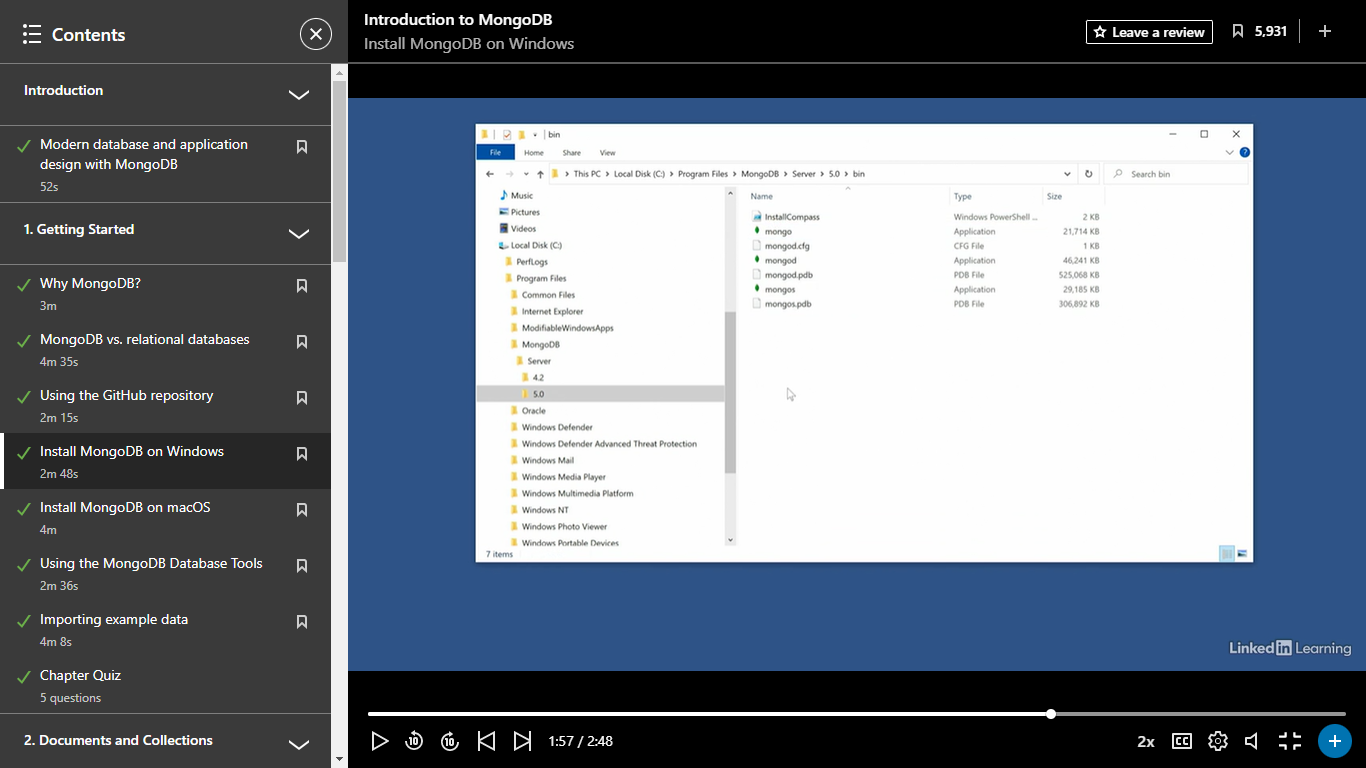 Contents
Introduction
Modern database and application
design with MongoDB
52s
1. Getting Started
Why MongoDB?
3m
MongoDB vs. relational databases
4m 35s
Using the GitHub repository
2m 15s
Install MongoDB on Windows
2m 48s
Install MongoDB on macOS
4m
Using the MongoDB Database Tools
2m 36s
Importing example data
4m 8s
Chapter Quiz
5 questions
2. Documents and Collections
Introduction to MongoDB
Install MongoDB on Windows
Leave a review
5,931
bin
File Home Share View
This PC > Local Disk (C:) > Program Files > MongoDB > Server > 5.0 > bin
Search bin
Music
Pictures
Videos
Local Disk (C:)
PerfLogs
Program Files
Common Files
Internet Explorer
ModifiableWindowsApps
MongoDB
Server
4.2
5.0
Oracle
Windows Defender
Windows Defender Advanced Threat Protection
Windows Mail
Windows Media Player
Windows Multimedia Platform
Windows NT
Windows Photo Viewer
Windows Portable Devices
Name Type Size
InstallCompass Windows PowerShell ... 2 KB
mongo Application 21,714 KB
mongod.cfg CFG File 1 KB
mongod Application 46,241 KB
mongod.pdb PDB File 525,068 KB
mongos Application 29,185 KB
mongos.pdb PDB File 306,892 KB
7 items
Linked in Learning
10 10 1:57 / 2:48
2x CC